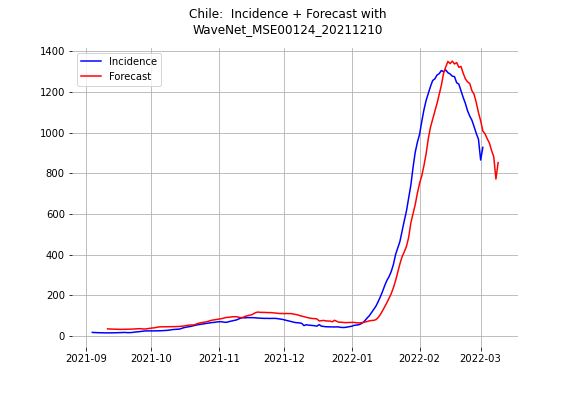 Chile:  Incidence + Forecast with
WaveNet_MSE00124_20211210
Incidence
Forecast
1400
1200
1000
800
600
400
200
0
2021-09 2021-10 2021-11 2021-12 2022-01 2022-02 2022-03